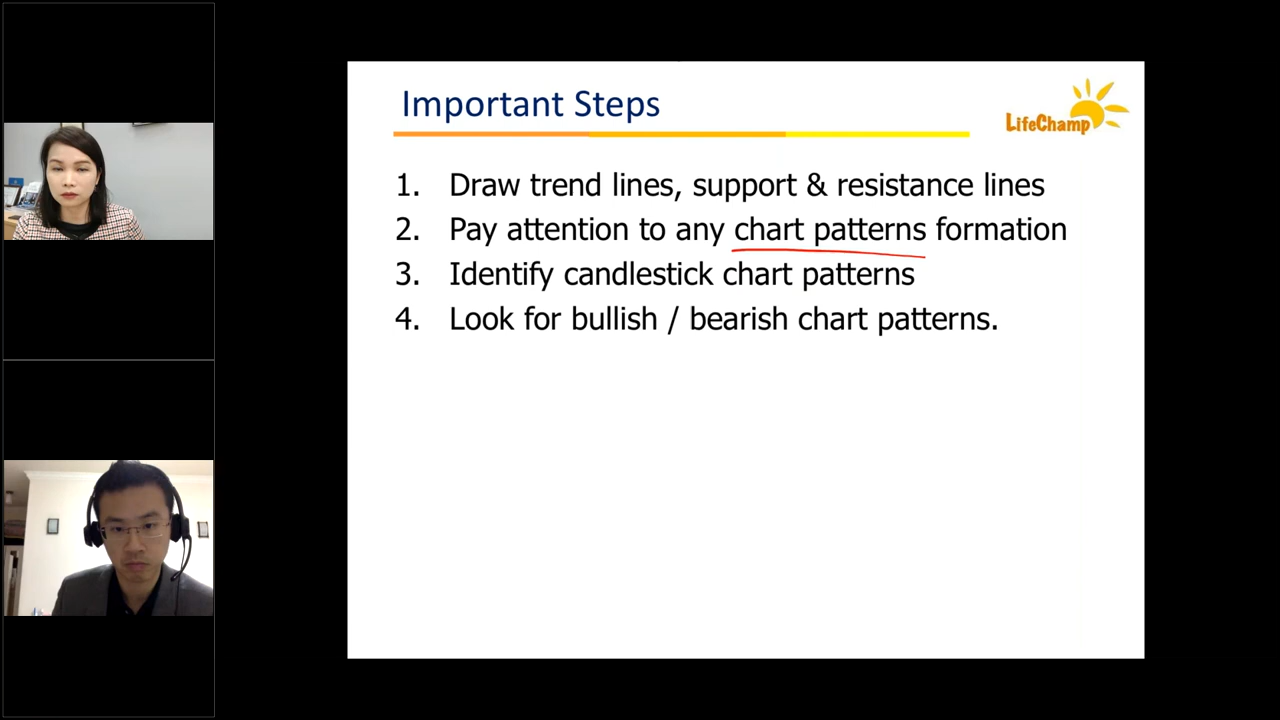 Important Steps
LifeChamp
1. Draw trend lines, support & resistance lines
2. Pay attention to any chart patterns formation
3. Identify candlestick chart patterns
4. Look for bullish / bearish chart patterns.